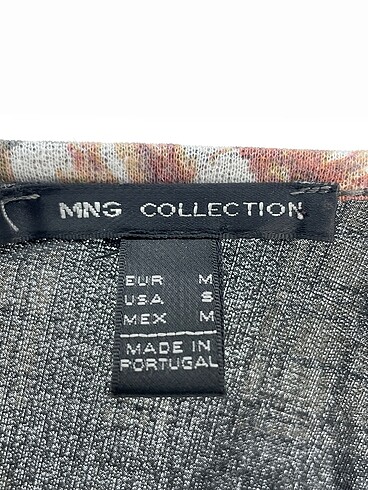 MNG COLLECTION
EUR M
USA S
MEX M
MADE IN
PORTUGAL